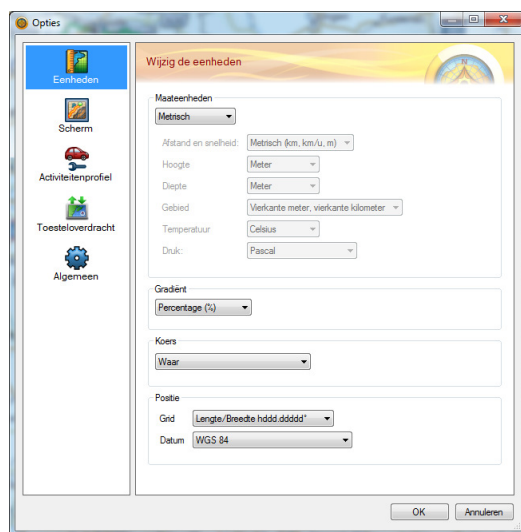 Opties
Eenheden
Scherm
Activiteitenprofiel
Toesteloverdracht
Algemeen
Wijzig de eenheden
Maateenheden
Metrisch
Afstand en snelheid: Metrisch (km, km/u, m)
Hoogte Meter
Diepte Meter
Gebied Vierkante meter, vierkante kilometer
Temperatuur Celsius
Druk: Pascal
Gradiënt
Percentage (%)
Koers
Waar
Positie
Grid Lengte/Breedte hddd.ddddd°
Datum WGS 84
OK Annuleren